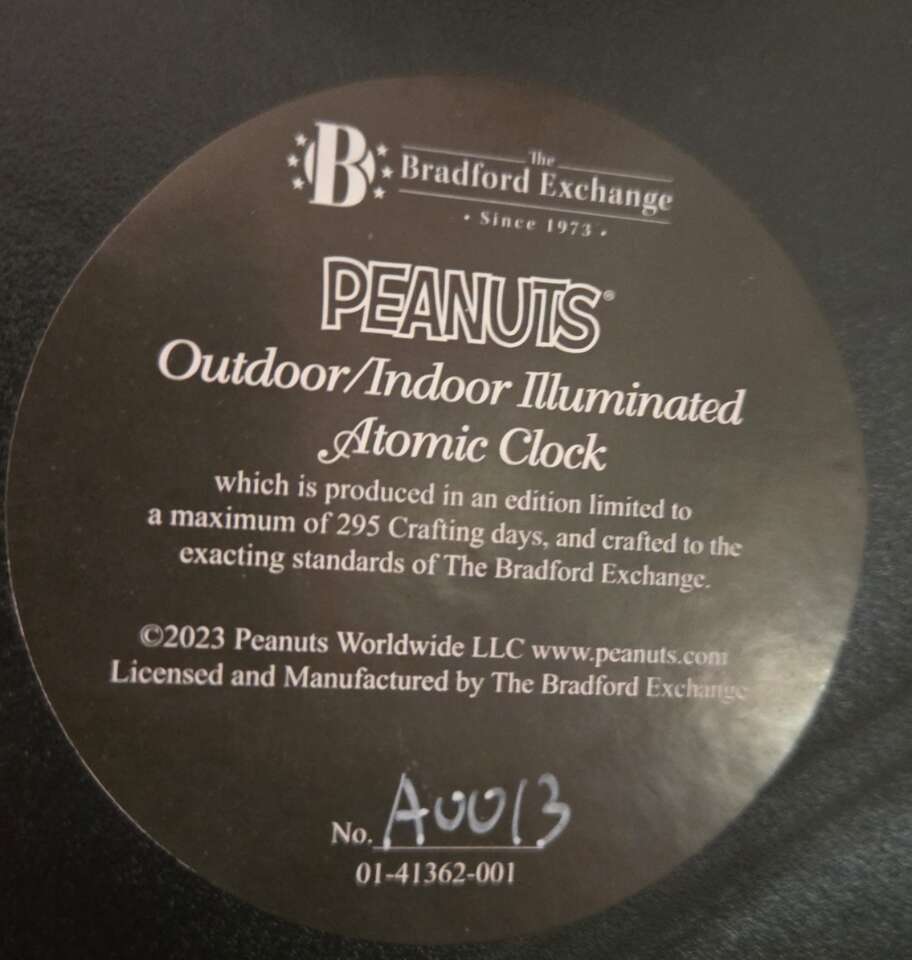 B
The
Bradford Exchange
• Since 1973 •
PEANUTS®
Outdoor/Indoor Illuminated
Atomic Clock
which is produced in an edition limited to
a maximum of 295 Crafting days, and crafted to the
exacting standards of The Bradford Exchange.
©2023 Peanuts Worldwide LLC www.peanuts.com
Licensed and Manufactured by The Bradford Exchange
No. A0013
01-41362-001